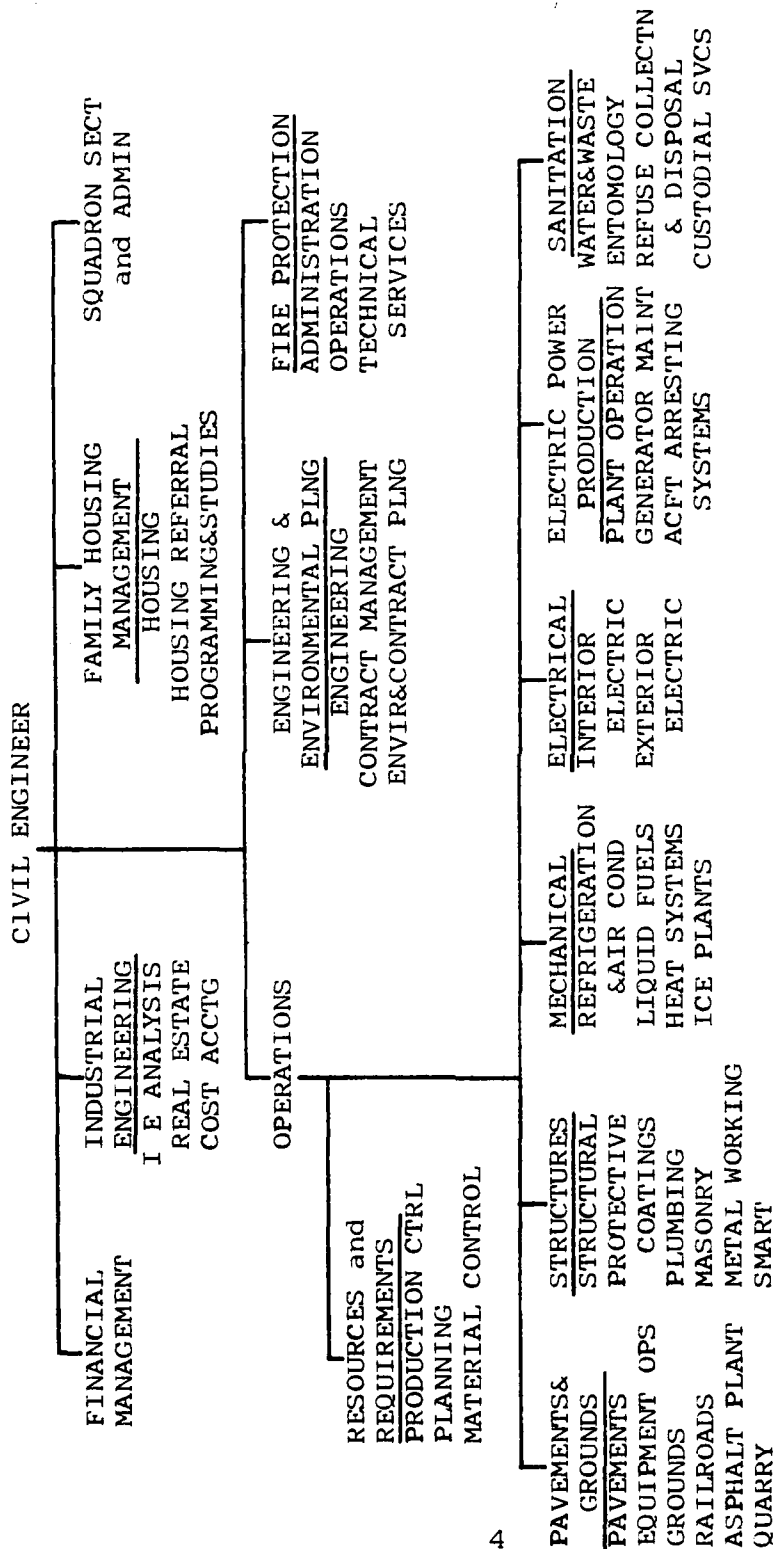 CIVIL ENGINEER
FINANCIAL
MANAGEMENT
INDUSTRIAL
ENGINEERING
I E ANALYSIS
REAL ESTATE
COST ACCTG
FAMILY HOUSING
MANAGEMENT
HOUSING
HOUSING REFERRAL
PROGRAMMING&STUDIES
SQUADRON SECT
and ADMIN
OPERATIONS
ENGINEERING &
ENVIRONMENTAL PLNG
ENGINEERING
CONTRACT MANAGEMENT
ENVIR&CONTRACT PLNG
FIRE PROTECTION
ADMINISTRATION
OPERATIONS
TECHNICAL
SERVICES
RESOURCES and
REQUIREMENTS
PRODUCTION CTRL
PLANNING
MATERIAL CONTROL
PAVEMENTS&
GROUNDS
PAVEMENTS
EQUIPMENT OPS
GROUNDS
RAILROADS
ASPHALT PLANT
QUARRY
STRUCTURES
STRUCTURAL
PROTECTIVE
COATINGS
PLUMBING
MASONRY
METAL WORKING
SMART
MECHANICAL
REFRIGERATION
&AIR COND
LIQUID FUELS
HEAT SYSTEMS
ICE PLANTS
ELECTRICAL
INTERIOR
ELECTRIC
EXTERIOR
ELECTRIC
ELECTRIC POWER
PRODUCTION
PLANT OPERATION
GENERATOR MAINT
ACFT ARRESTING
SYSTEMS
SANITATION
WATER&WASTE
ENTOMOLOGY
REFUSE COLLECTN
& DISPOSAL
CUSTODIAL SVCS
4